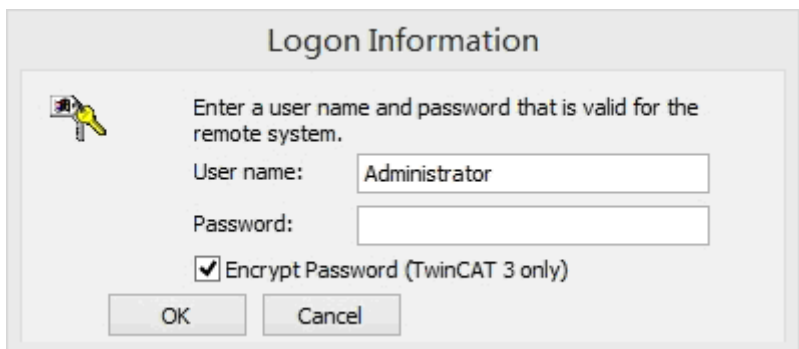 Logon Information
Enter a user name and password that is valid for the
remote system.
User name: Administrator
Password:
Encrypt Password (TwinCAT 3 only)
OK Cancel